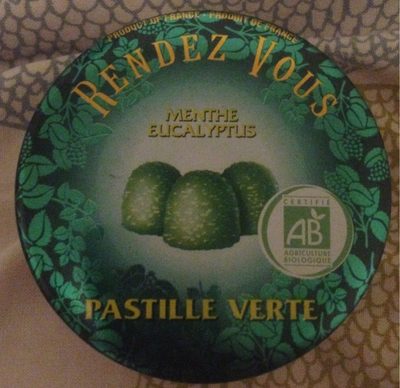 PRODUCT OF FRANCE - PRODUIT DE FRANCE
RENDEZ VOUS
MENTHE
EUCALYPTUS
CERTIFIÉ
AB
AGRICULTURE
BIOLOGIQUE
PASTILLE VERTE